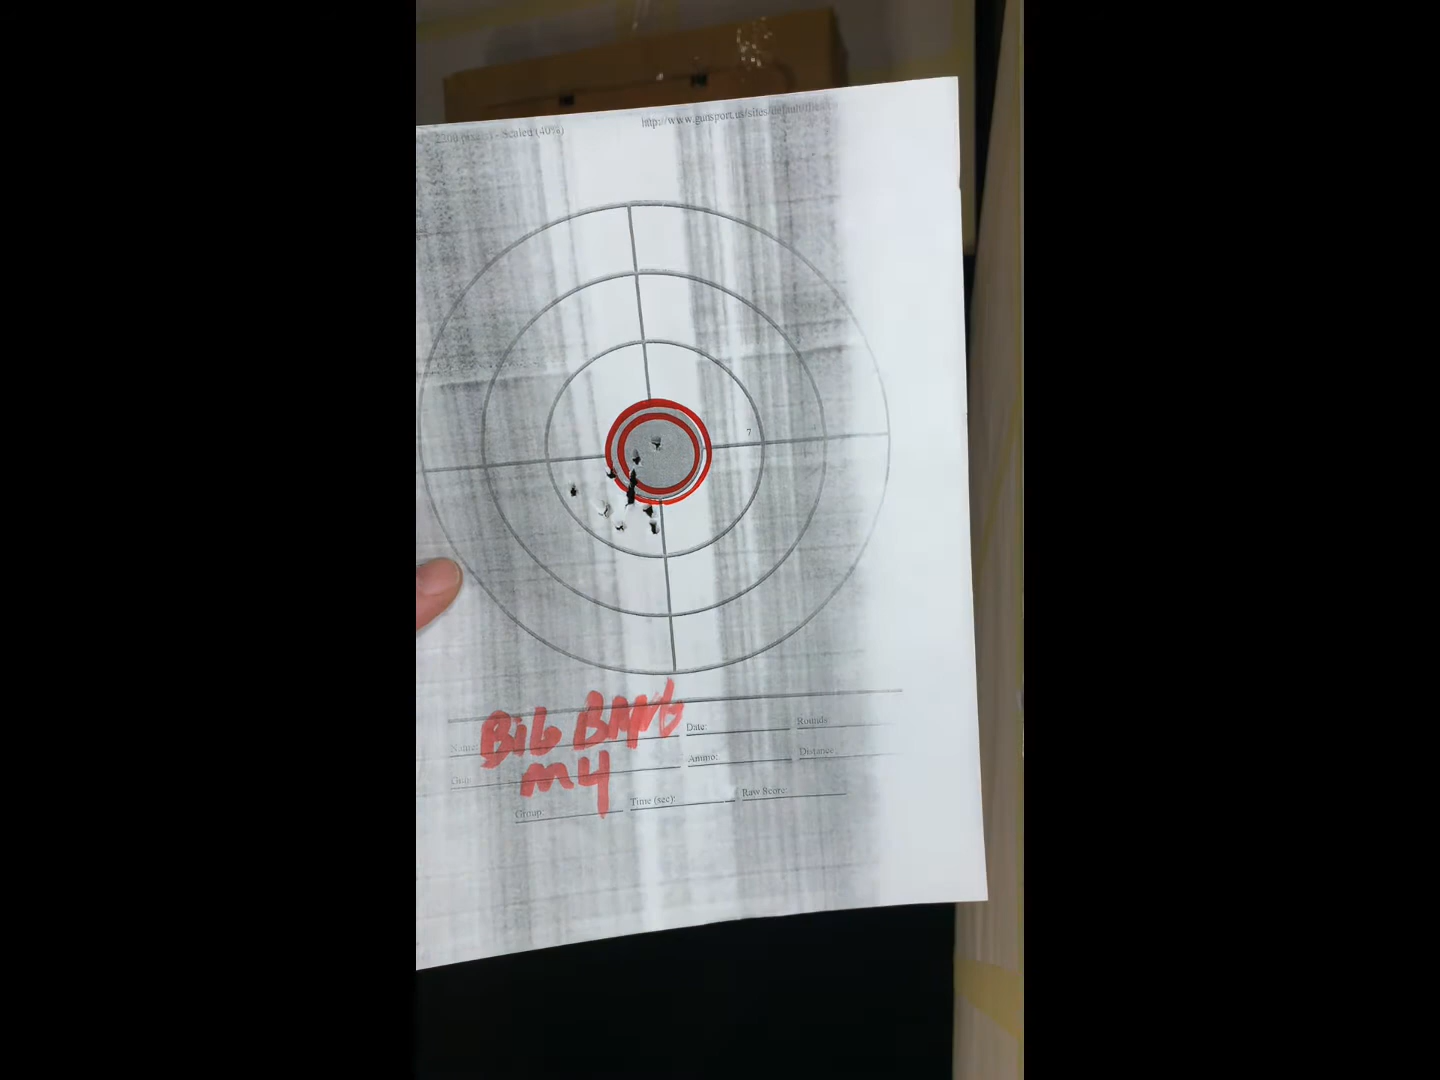 - Scaled (40%)
http://www.gunsport.us/sites/default/files
7
BiG BANG
M4
Name:
Date:
Rounds:
Gun:
Ammo:
Distance:
Group:
Time (sec):
Raw Score: